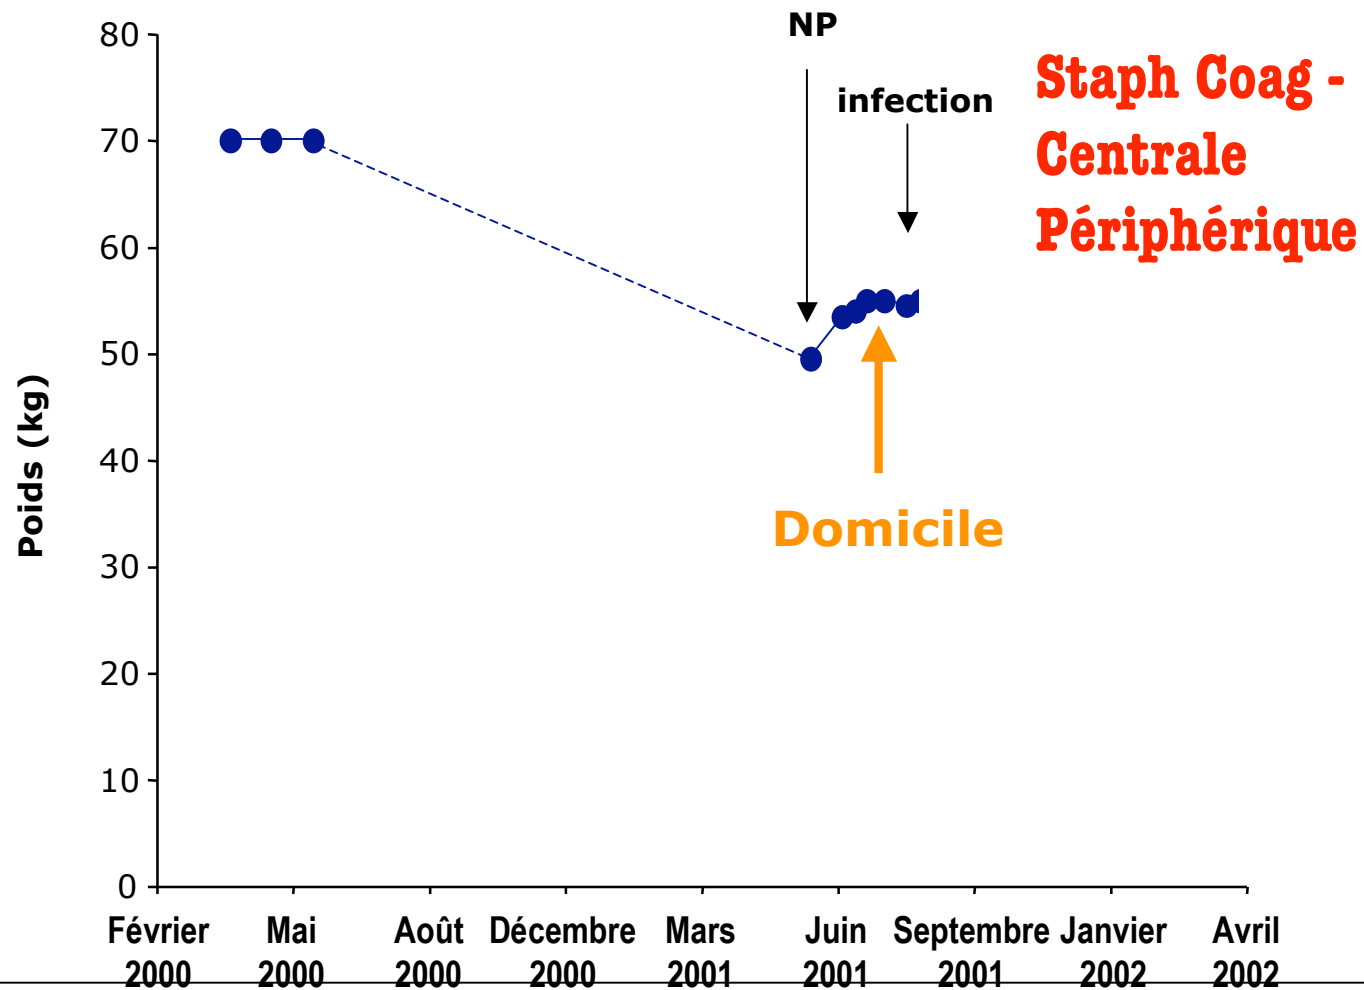 NP
infection
Staph Coag -
Centrale
Périphérique
Domicile
Poids (kg)
80
70
60
50
40
30
20
10
0
Février 2000
Mai 2000
Août 2000
Décembre 2000
Mars 2001
Juin 2001
Septembre 2001
Janvier 2002
Avril 2002